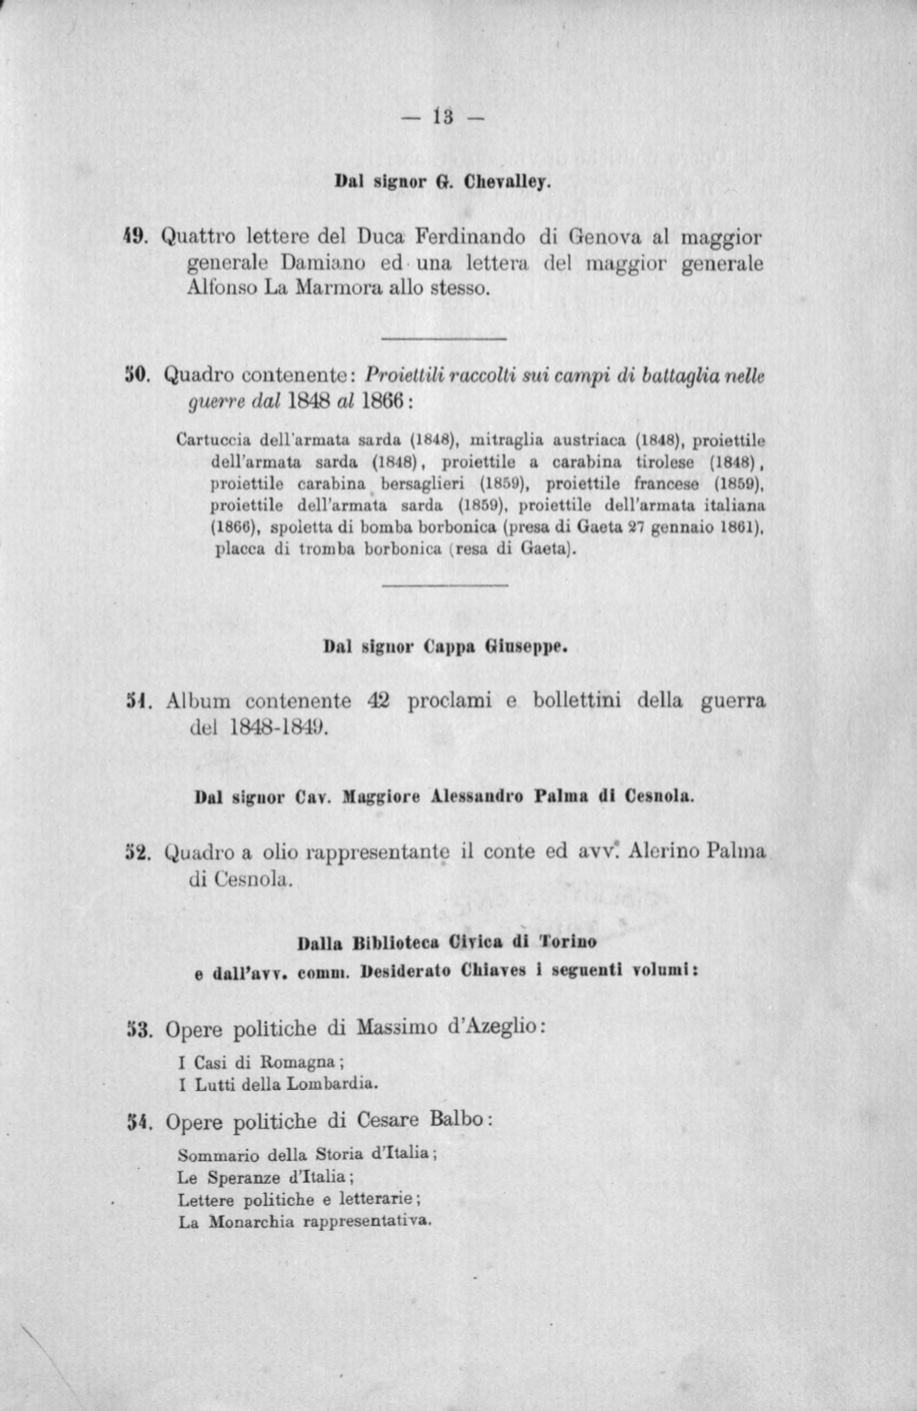 — 13 —
Dal signor G. Chevalley.
49. Quattro lettere del Duca Ferdinando di Genova al maggior
generale Damiano ed una lettera del maggior generale
Alfonso La Marmora allo stesso.
50. Quadro contenente: Proiettili raccolti sui campi di battaglia nelle
guerre dal 1848 al 1866:
Cartuccia dell'armata sarda (1848), mitraglia austriaca (1848), proiettile
dell'armata sarda (1848), proiettile a carabina tirolese (1848),
proiettile carabina bersaglieri (1859), proiettile francese (1859),
proiettile dell'armata sarda (1859), proiettile dell'armata italiana
(1866), spoletta di bomba borbonica (presa di Gaeta 27 gennaio 1861),
placca di tromba borbonica (resa di Gaeta).
Dal signor Cappa Giuseppe.
51. Album contenente 42 proclami e bollettini della guerra
del 1848-1849.
Dal signor Cav. Maggiore Alessandro Palma di Cesnola.
52. Quadro a olio rappresentante il conte ed avv.° Alerino Palma
di Cesnola.
Dalla Biblioteca Civica di Torino
e dall'avv. comm. Desiderato Chiaves i seguenti volumi:
53. Opere politiche di Massimo d'Azeglio:
I Casi di Romagna;
I Lutti della Lombardia.
54. Opere politiche di Cesare Balbo:
Sommario della Storia d'Italia;
Le Speranze d'Italia;
Lettere politiche e letterarie;
La Monarchia rappresentativa.